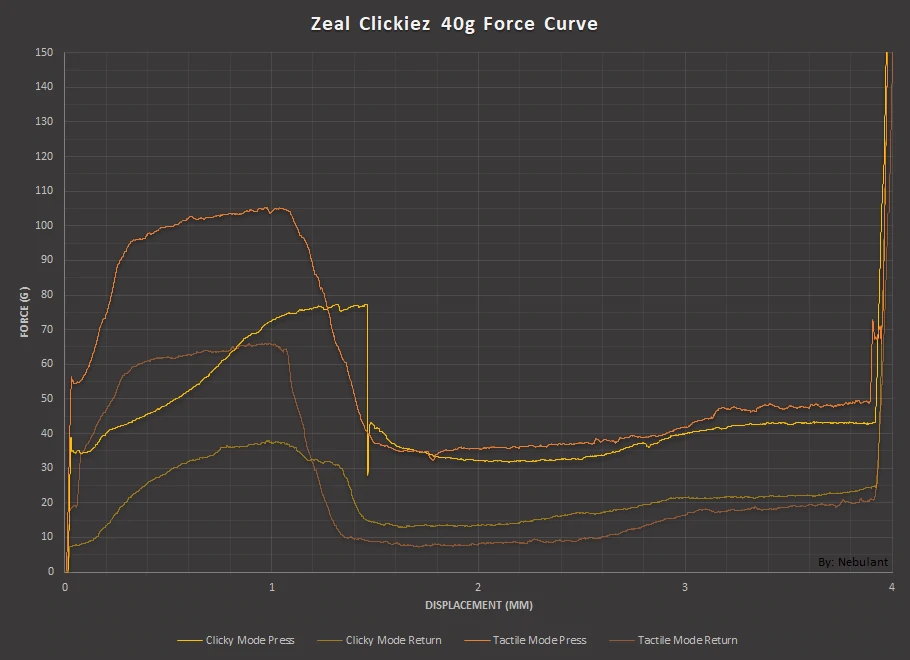 Zeal Clickiez 40g Force Curve
150
140
130
120
110
100
90
80
70
60
50
40
30
20
10
0
FORCE (G)
0 1 2 3 4
By: Nebulant
DISPLACEMENT (MM)
Clicky Mode Press Clicky Mode Return Tactile Mode Press Tactile Mode Return